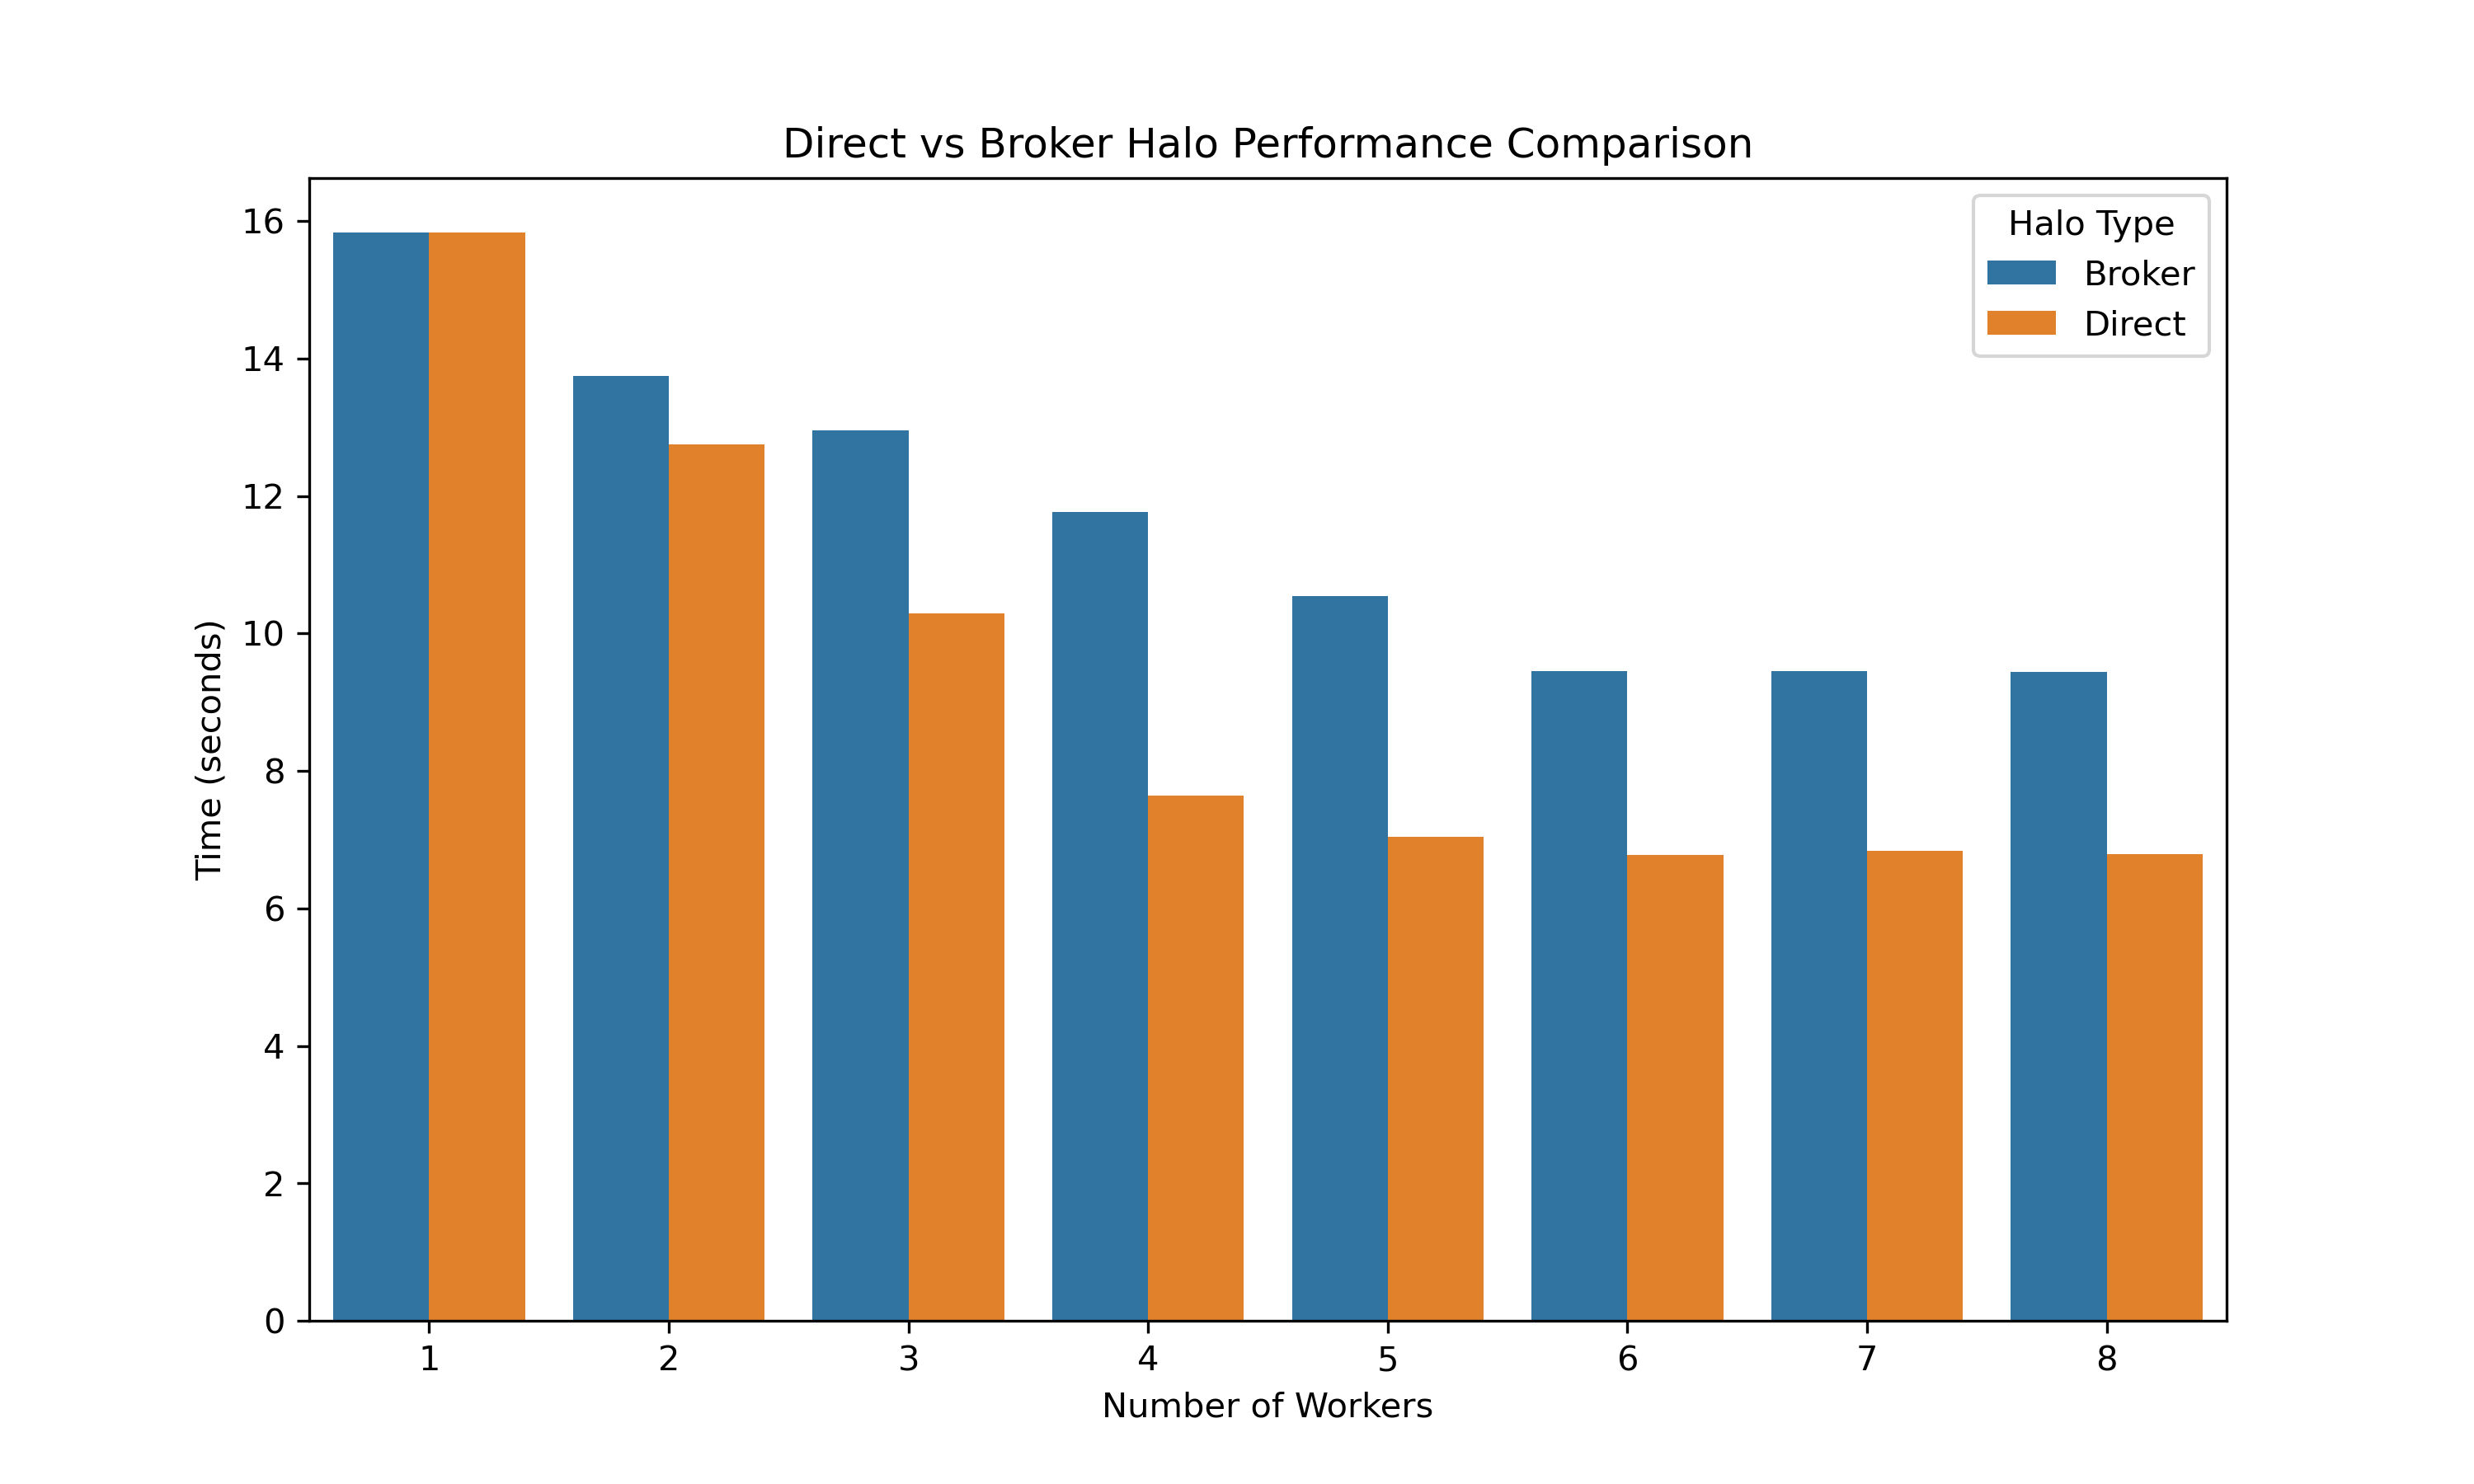 Direct vs Broker Halo Performance Comparison
Halo Type
Broker
Direct
Time (seconds)
16
14
12
10
8
6
4
2
0
1 2 3 4 5 6 7 8
Number of Workers